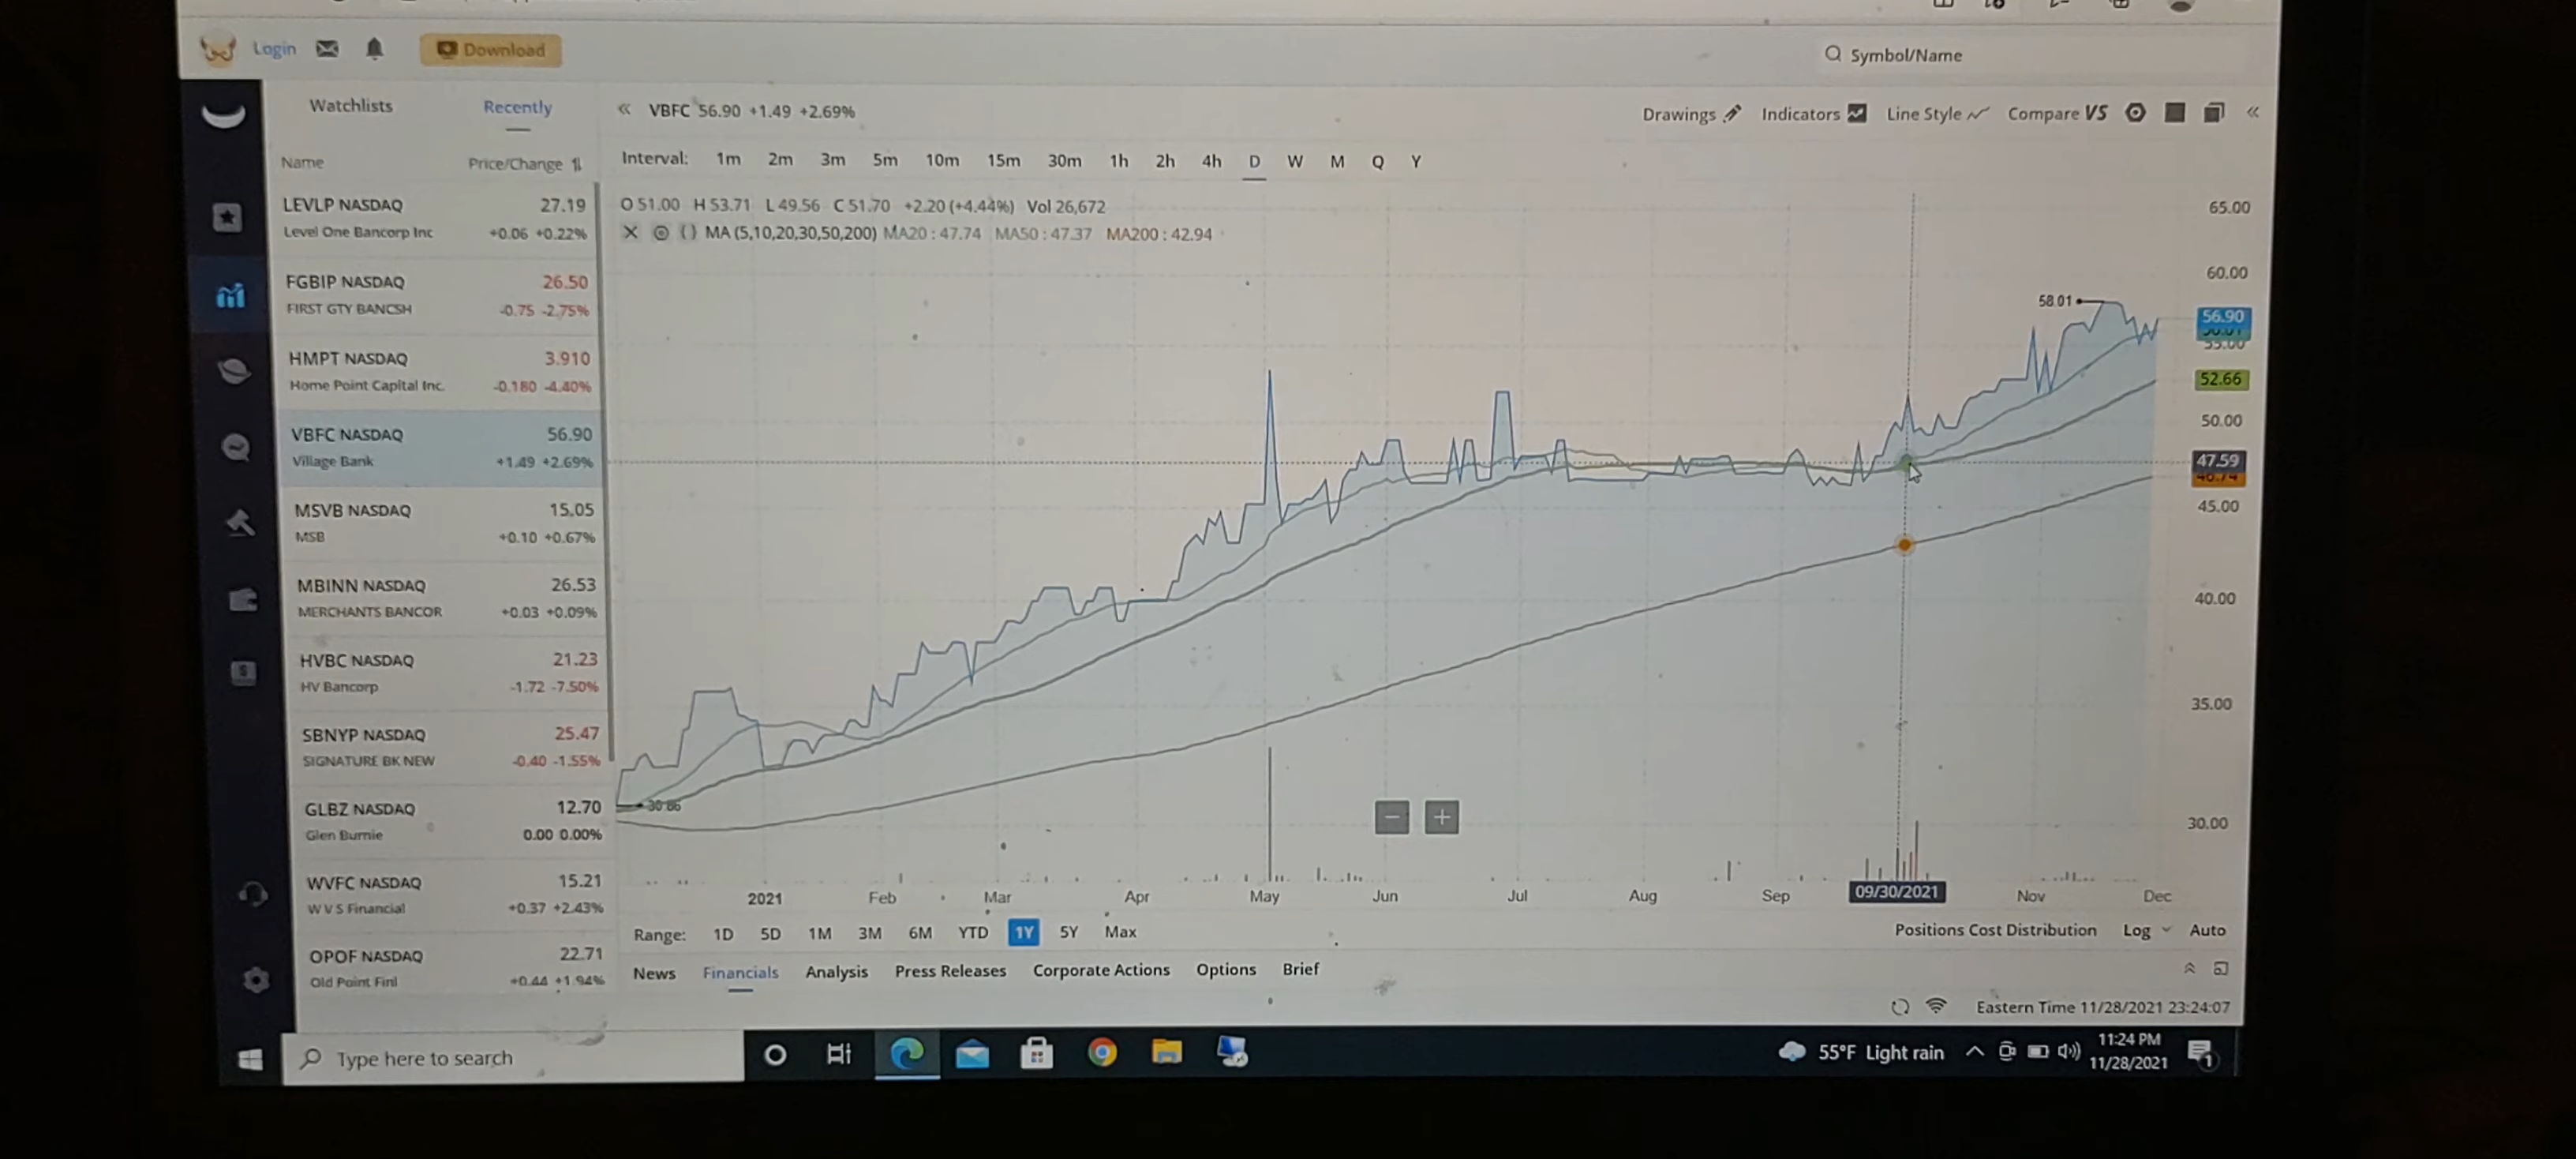 Login Download
Symbol/Name
Watchlists Recently
Name Price/Change
LEVLP NASDAQ 27.19
Level One Bancorp Inc +0.06 +0.22%
FGBIP NASDAQ 26.50
FIRST GTY BANCSH -0.75 -2.75%
HMPT NASDAQ 3.910
Home Point Capital Inc. -0.180 -4.40%
VBFC NASDAQ 56.90
Village Bank +1.49 +2.69%
MSVB NASDAQ 15.05
MSB +0.10 +0.67%
MBINN NASDAQ 26.53
MERCHANTS BANCOR +0.03 +0.09%
HVBC NASDAQ 21.23
HV Bancorp -1.72 -7.50%
SBNYP NASDAQ 25.47
SIGNATURE BK NEW -0.40 -1.55%
GLBZ NASDAQ 12.70
Glen Burnie 0.00 0.00%
WVFC NASDAQ 15.21
W V S Financial +0.37 +2.43%
OPOF NASDAQ 22.71
Old Point Finl +0.44 +1.94%
« VBFC 56.90 +1.49 +2.69%
Drawings Indicators Line Style Compare VS «
Interval: 1m 2m 3m 5m 10m 15m 30m 1h 2h 4h D W M Q Y
O 51.00 H 53.71 L 49.56 C 51.70 +2.20 (+4.44%) Vol 26,672
MA (5,10,20,30,50,200) MA20 : 47.74 MA50 : 47.37 MA200 : 42.94
65.00
60.00
58.01
56.90
55.00
52.66
50.00
47.59
46.74
45.00
40.00
35.00
30.86
30.00
2021 Feb Mar Apr May Jun Jul Aug Sep 09/30/2021 Nov Dec
Range: 1D 5D 1M 3M 6M YTD 1Y 5Y Max
Positions Cost Distribution Log Auto
News Financials Analysis Press Releases Corporate Actions Options Brief
Eastern Time 11/28/2021 23:24:07
Type here to search
55°F Light rain
11:24 PM
11/28/2021
1